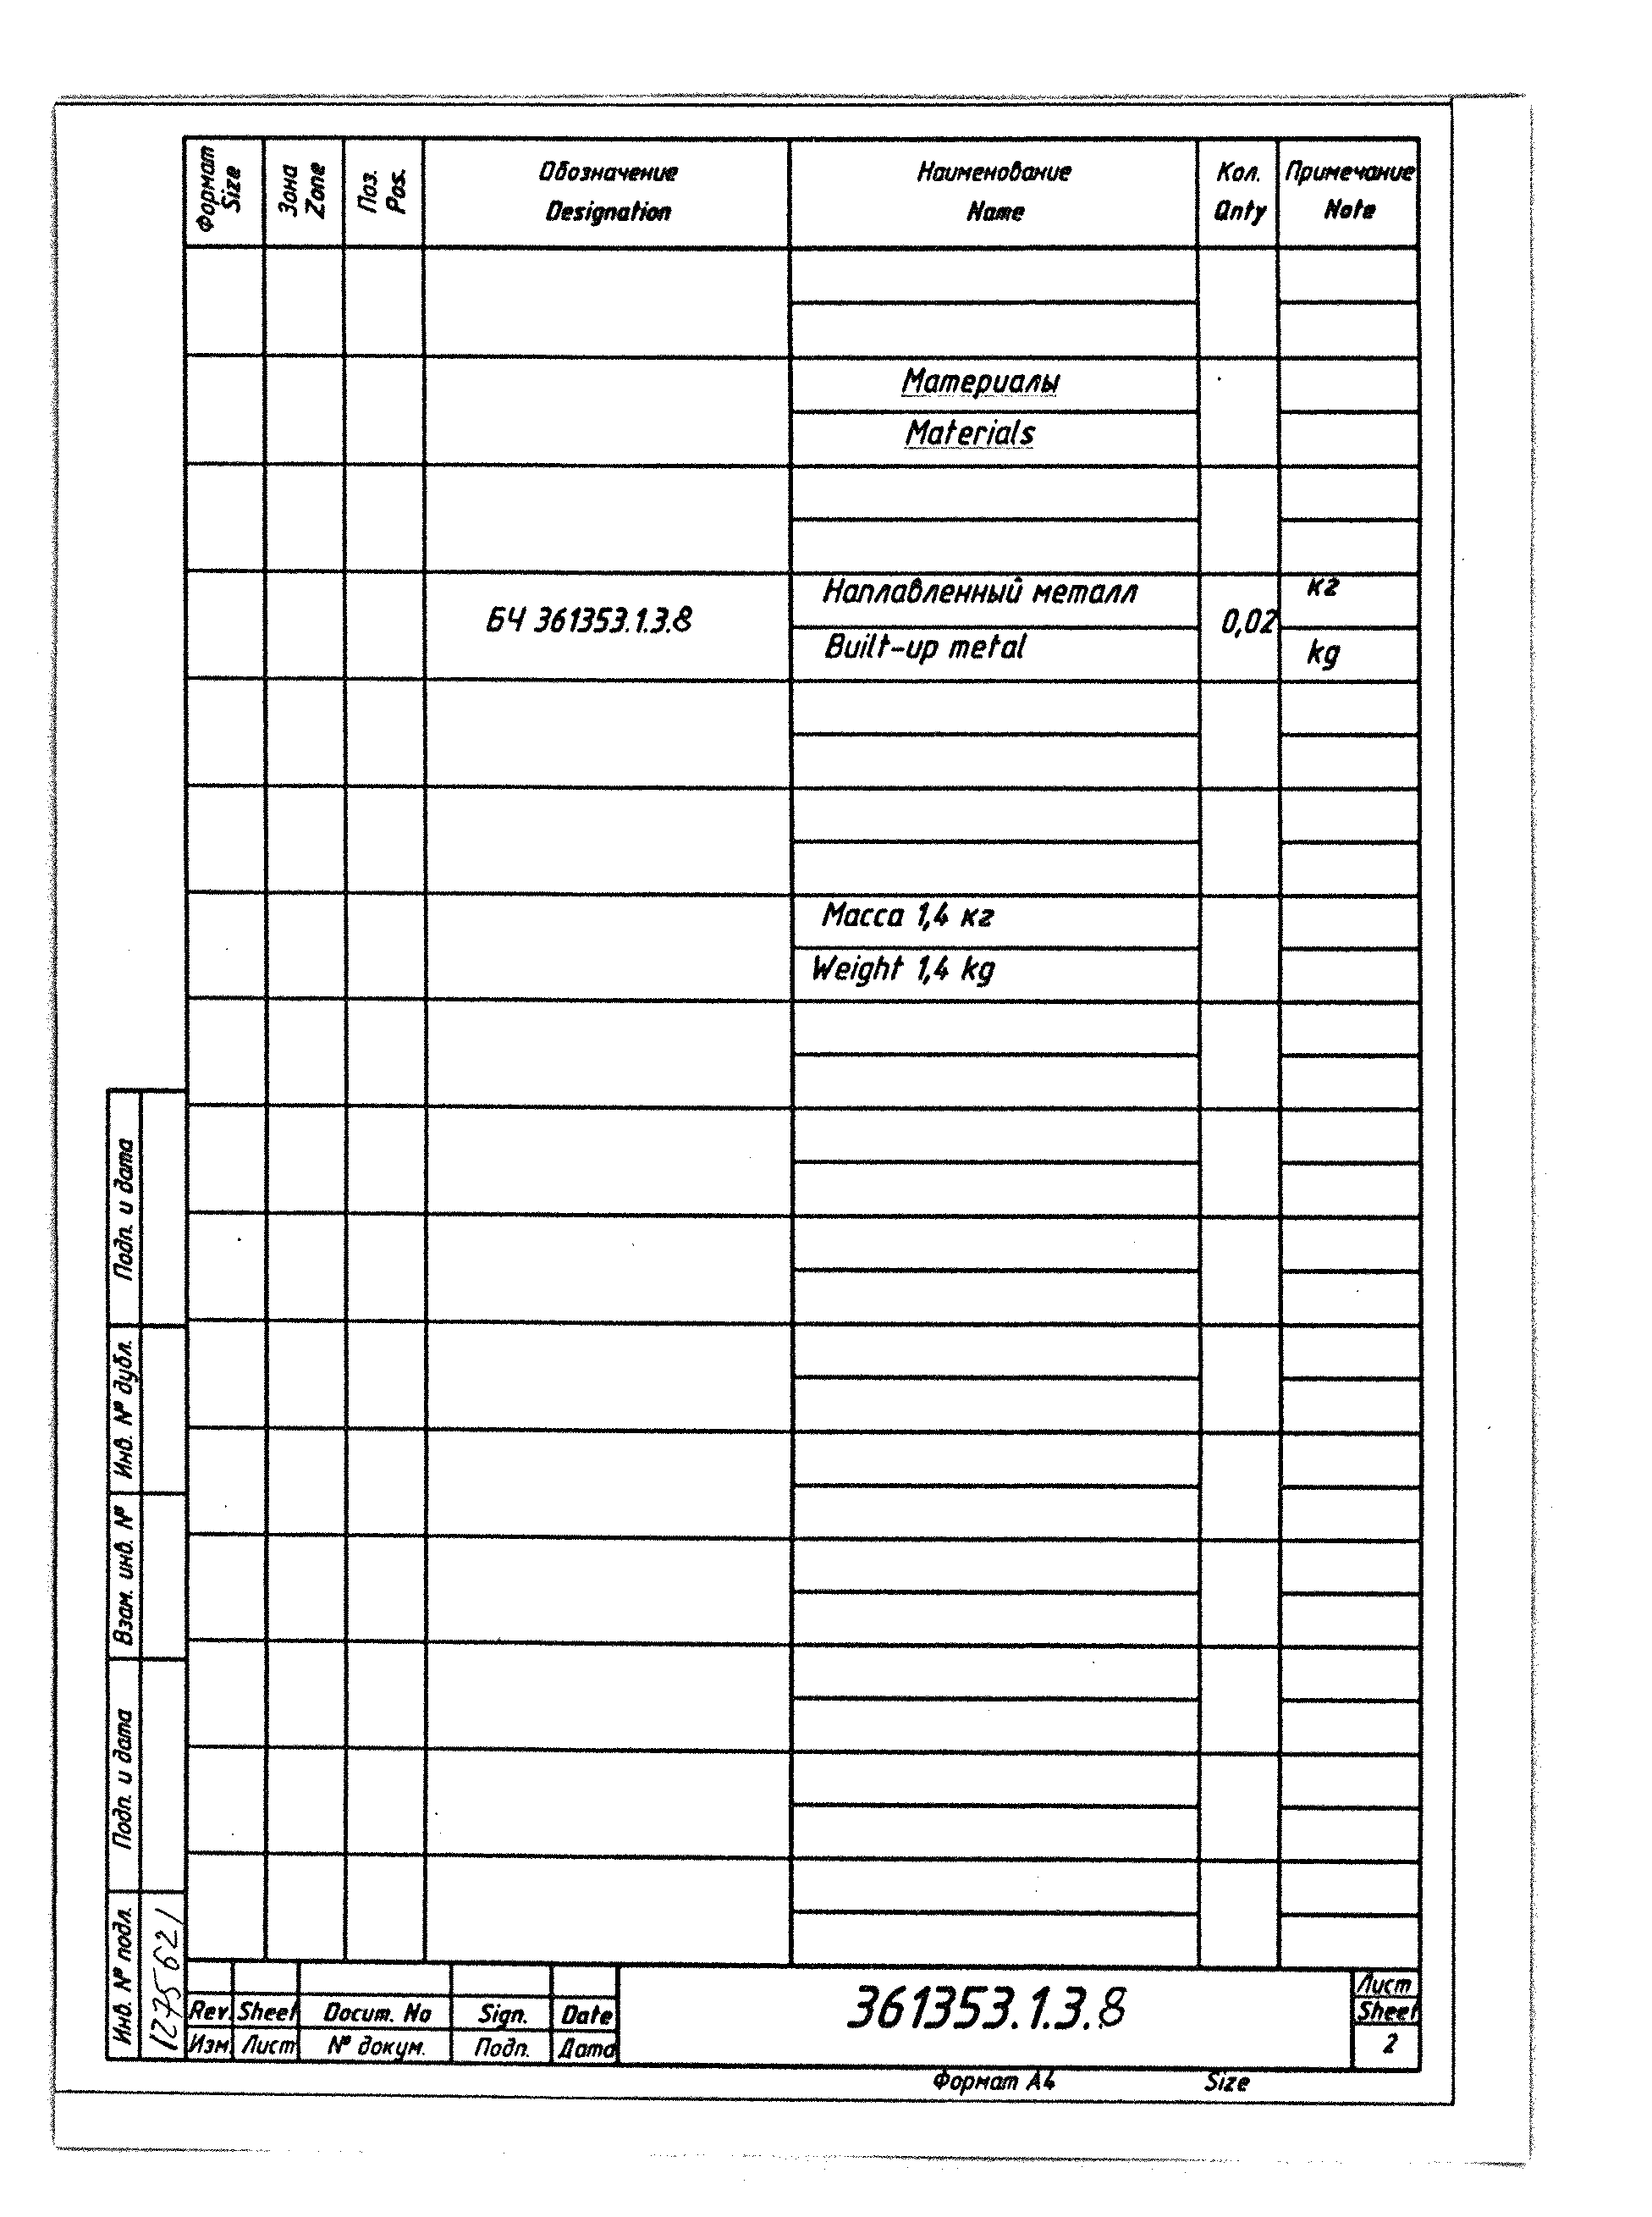 Формат
Size
Зона
Zone
Поз.
Pos.
Обозначение
Designation
Наименование
Name
Кол.
Qnty
Примечание
Note
Материалы
Materials
БЧ 361353.1.3.8
Наплавленный металл
Built-up metal
0,02
кг
kg
Масса 1,4 кг
Weight 1,4 kg
Подп. и дата
Инв. № дубл.
Взам. инв. №
Подп. и дата
Инв. № подл.
1275621
Rev. Sheet Docum. No Sign. Date
Изм Лист № докум. Подп. Дата
361353.1.3.8
Лист
Sheet
2
Формат А4 Size